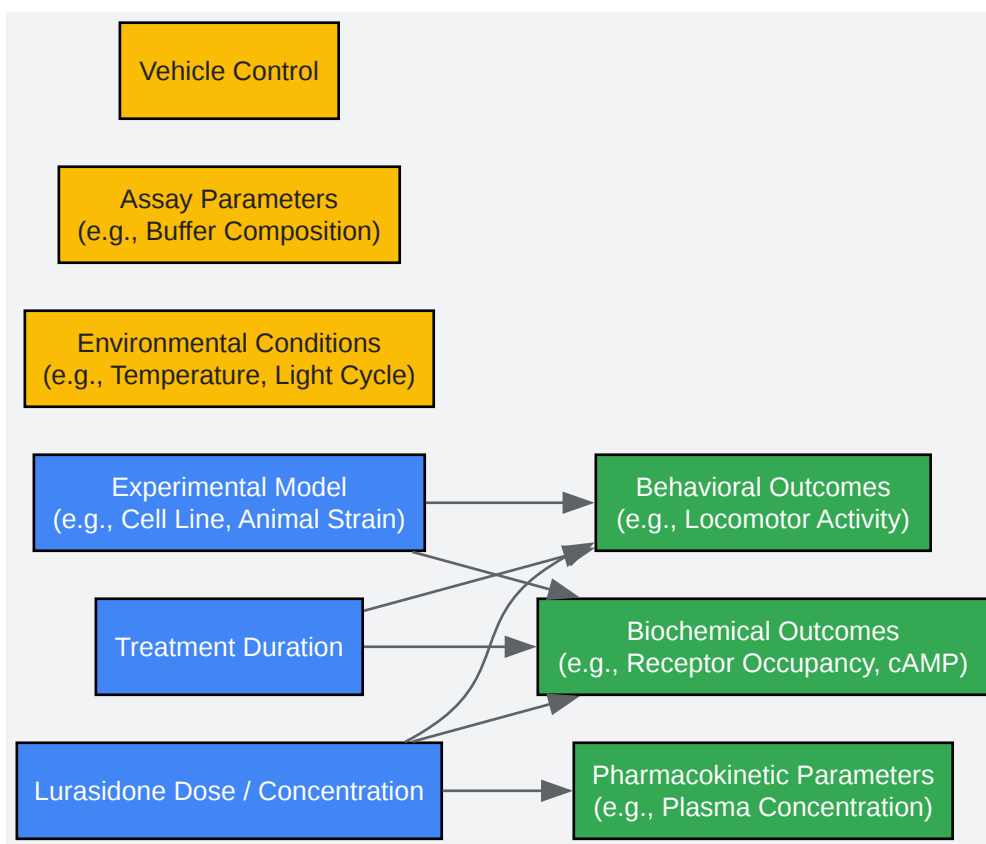 Vehicle Control
Assay Parameters
(e.g., Buffer Composition)
Environmental Conditions
(e.g., Temperature, Light Cycle)
Experimental Model
(e.g., Cell Line, Animal Strain)
Behavioral Outcomes
(e.g., Locomotor Activity)
Treatment Duration
Biochemical Outcomes
(e.g., Receptor Occupancy, cAMP)
Lurasidone Dose / Concentration
Pharmacokinetic Parameters
(e.g., Plasma Concentration)